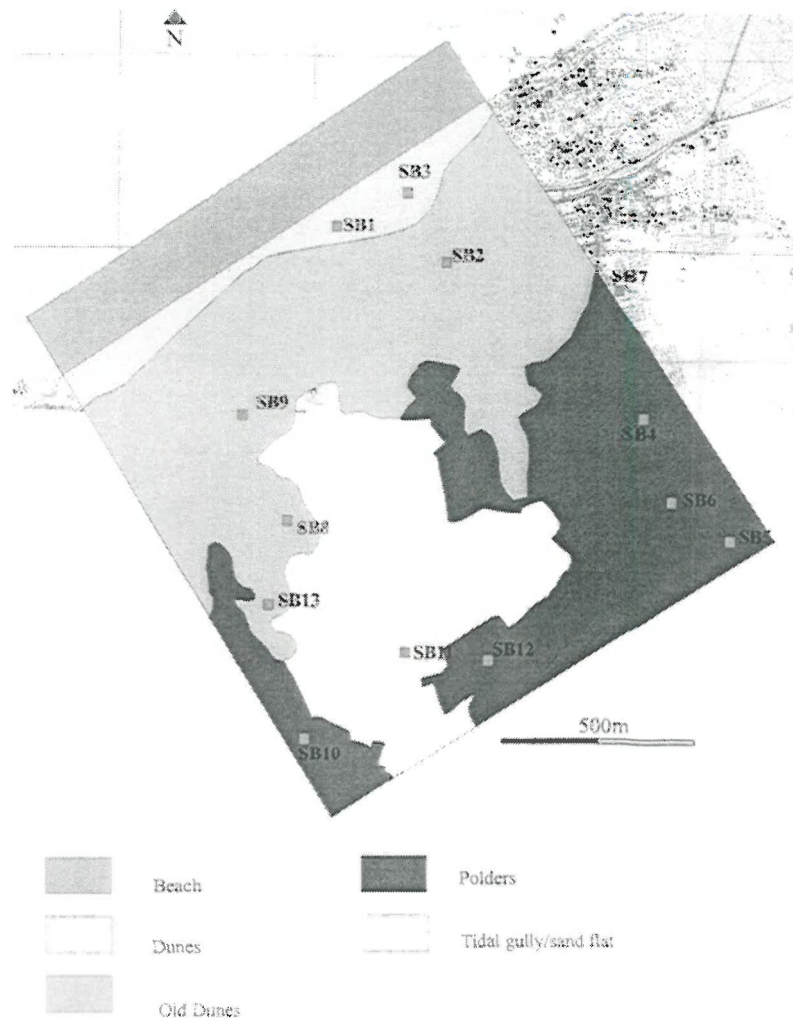 N
SB3
SB1
SB2
SB7
SB9
SB4
SB6
SB8
SB5
SB13
SB11
SB12
500m
SB10
Beach
Polders
Dunes
Tidal gully/sand flat
Old Dunes